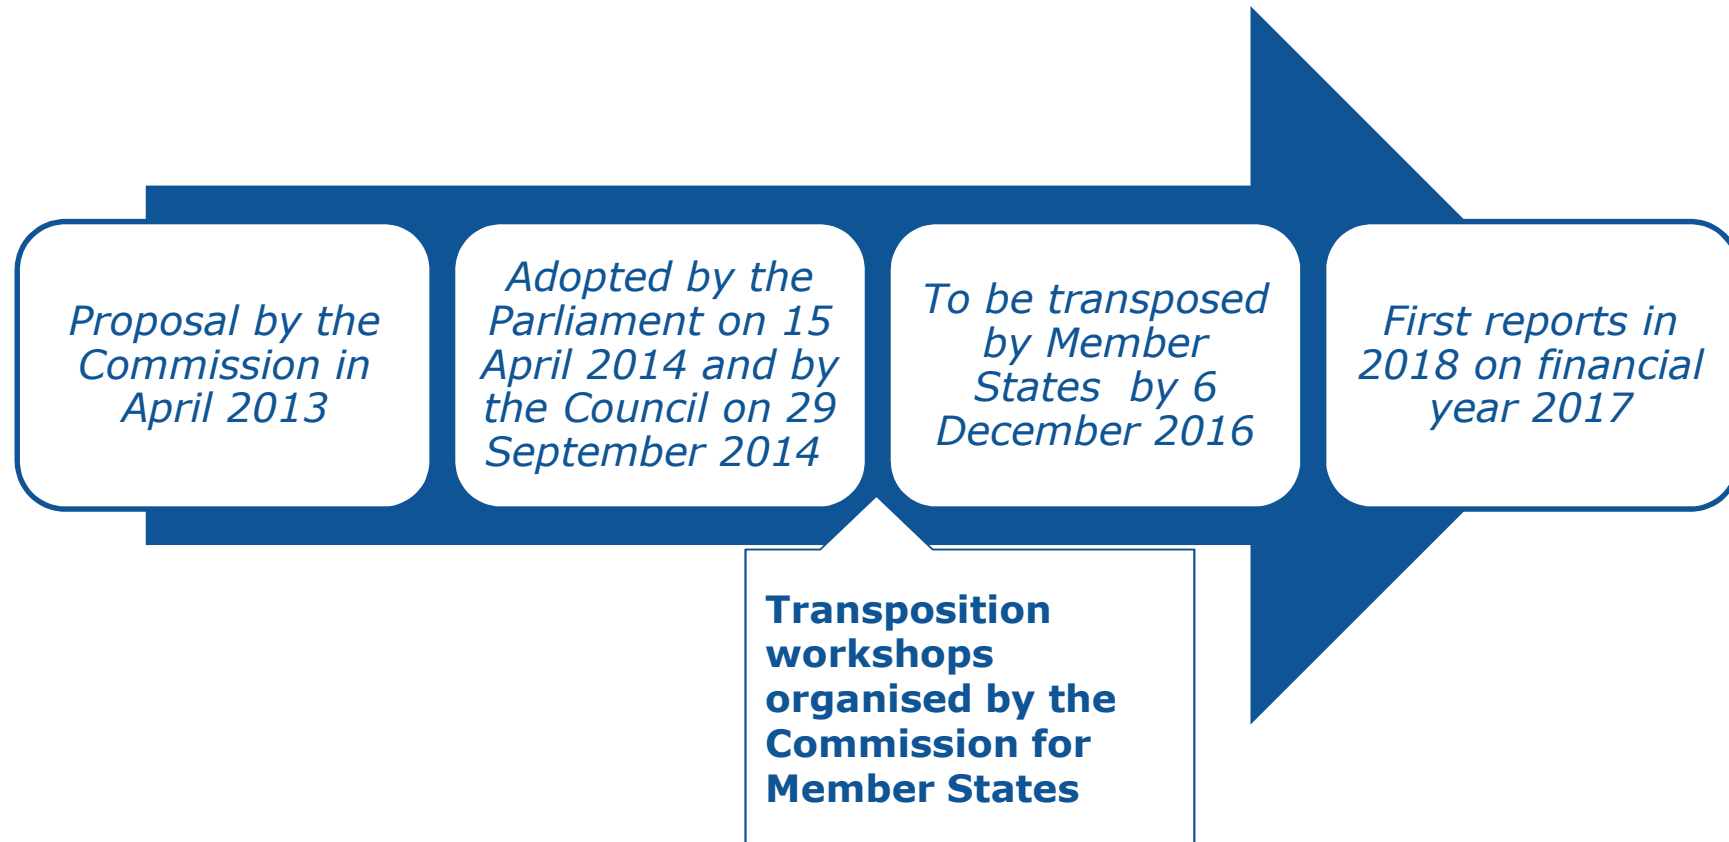 Proposal by the
Commission in
April 2013
Adopted by the
Parliament on 15
April 2014 and by
the Council on 29
September 2014
To be transposed
by Member
States  by 6
December 2016
First reports in
2018 on financial
year 2017
Transposition
workshops
organised by the
Commission for
Member States